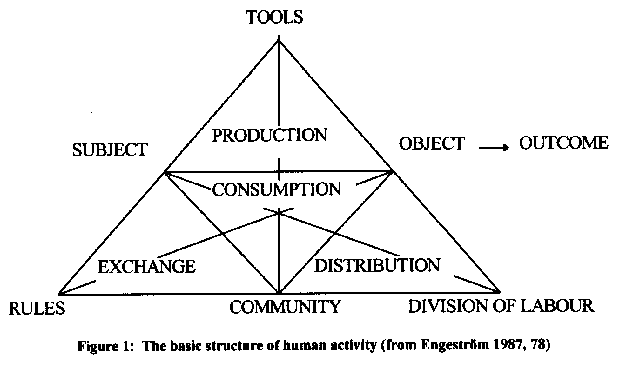 TOOLS
PRODUCTION
SUBJECT
OBJECT → OUTCOME
CONSUMPTION
EXCHANGE
DISTRIBUTION
RULES
COMMUNITY
DIVISION OF LABOUR
Figure 1: The basic structure of human activity (from Engeström 1987, 78)